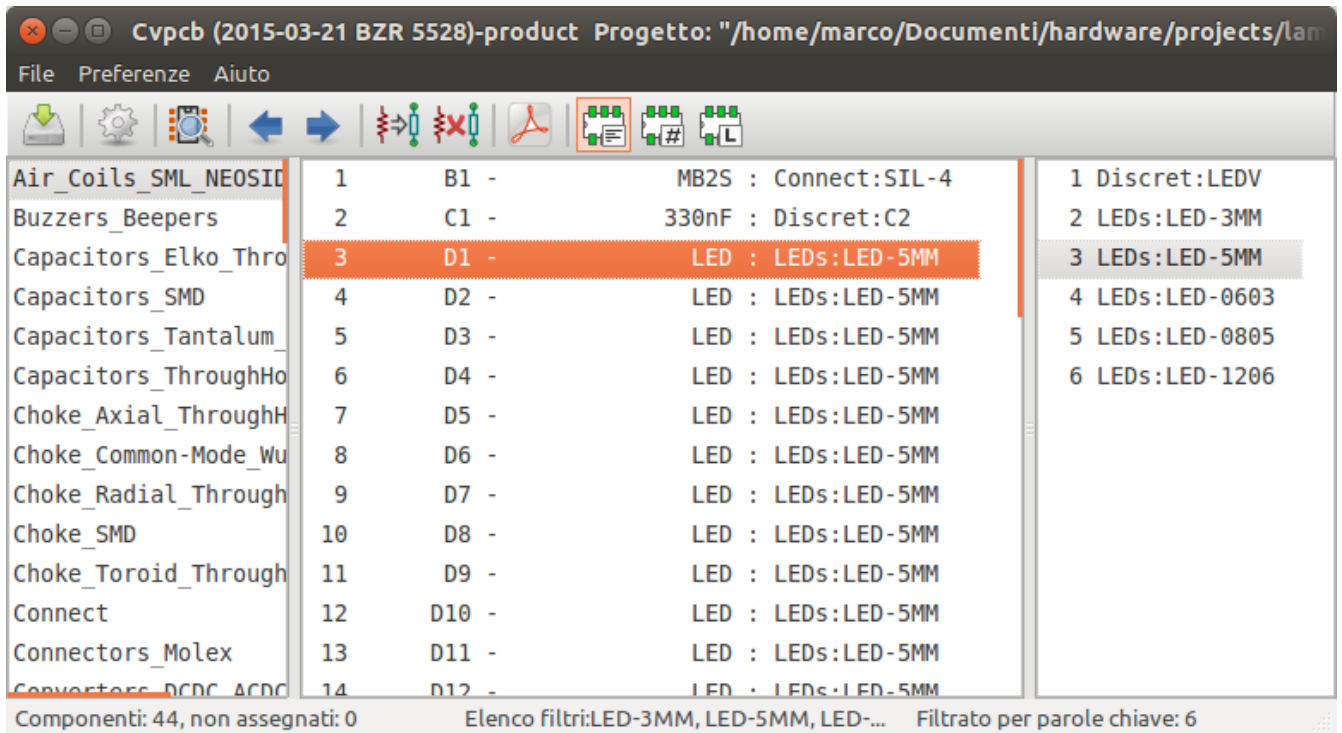 Cvpcb (2015-03-21 BZR 5528)-product Progetto: "/home/marco/Documenti/hardware/projects/lam
File Preferenze Aiuto
#
L
Air_Coils_SML_NEOSID
Buzzers_Beepers
Capacitors_Elko_Thro
Capacitors_SMD
Capacitors_Tantalum_
Capacitors_ThroughHo
Choke_Axial_ThroughH
Choke_Common-Mode_Wu
Choke_Radial_Through
Choke_SMD
Choke_Toroid_Through
Connect
Connectors_Molex
Convertors_DCDC_ACDC
1 B1 - MB2S : Connect:SIL-4
2 C1 - 330nF : Discret:C2
3 D1 - LED : LEDs:LED-5MM
4 D2 - LED : LEDs:LED-5MM
5 D3 - LED : LEDs:LED-5MM
6 D4 - LED : LEDs:LED-5MM
7 D5 - LED : LEDs:LED-5MM
8 D6 - LED : LEDs:LED-5MM
9 D7 - LED : LEDs:LED-5MM
10 D8 - LED : LEDs:LED-5MM
11 D9 - LED : LEDs:LED-5MM
12 D10 - LED : LEDs:LED-5MM
13 D11 - LED : LEDs:LED-5MM
14 D12 - LED : LEDs:LED-5MM
1 Discret:LEDV
2 LEDs:LED-3MM
3 LEDs:LED-5MM
4 LEDs:LED-0603
5 LEDs:LED-0805
6 LEDs:LED-1206
Componenti: 44, non assegnati: 0
Elenco filtri:LED-3MM, LED-5MM, LED-...
Filtrato per parole chiave: 6